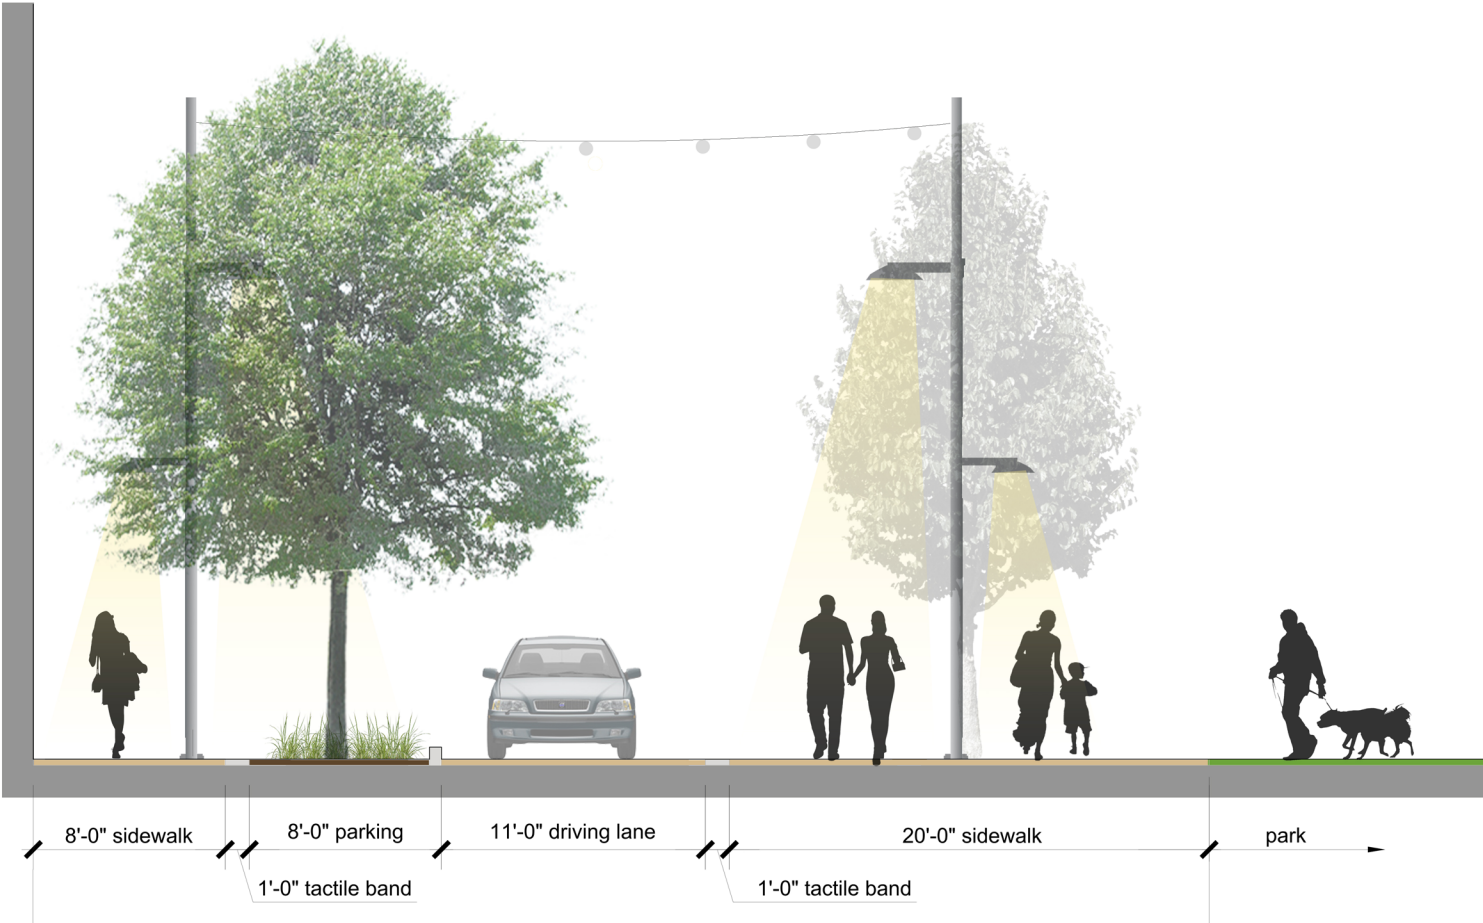 8'-0" sidewalk
8'-0" parking
11'-0" driving lane
20'-0" sidewalk
park
1'-0" tactile band
1'-0" tactile band